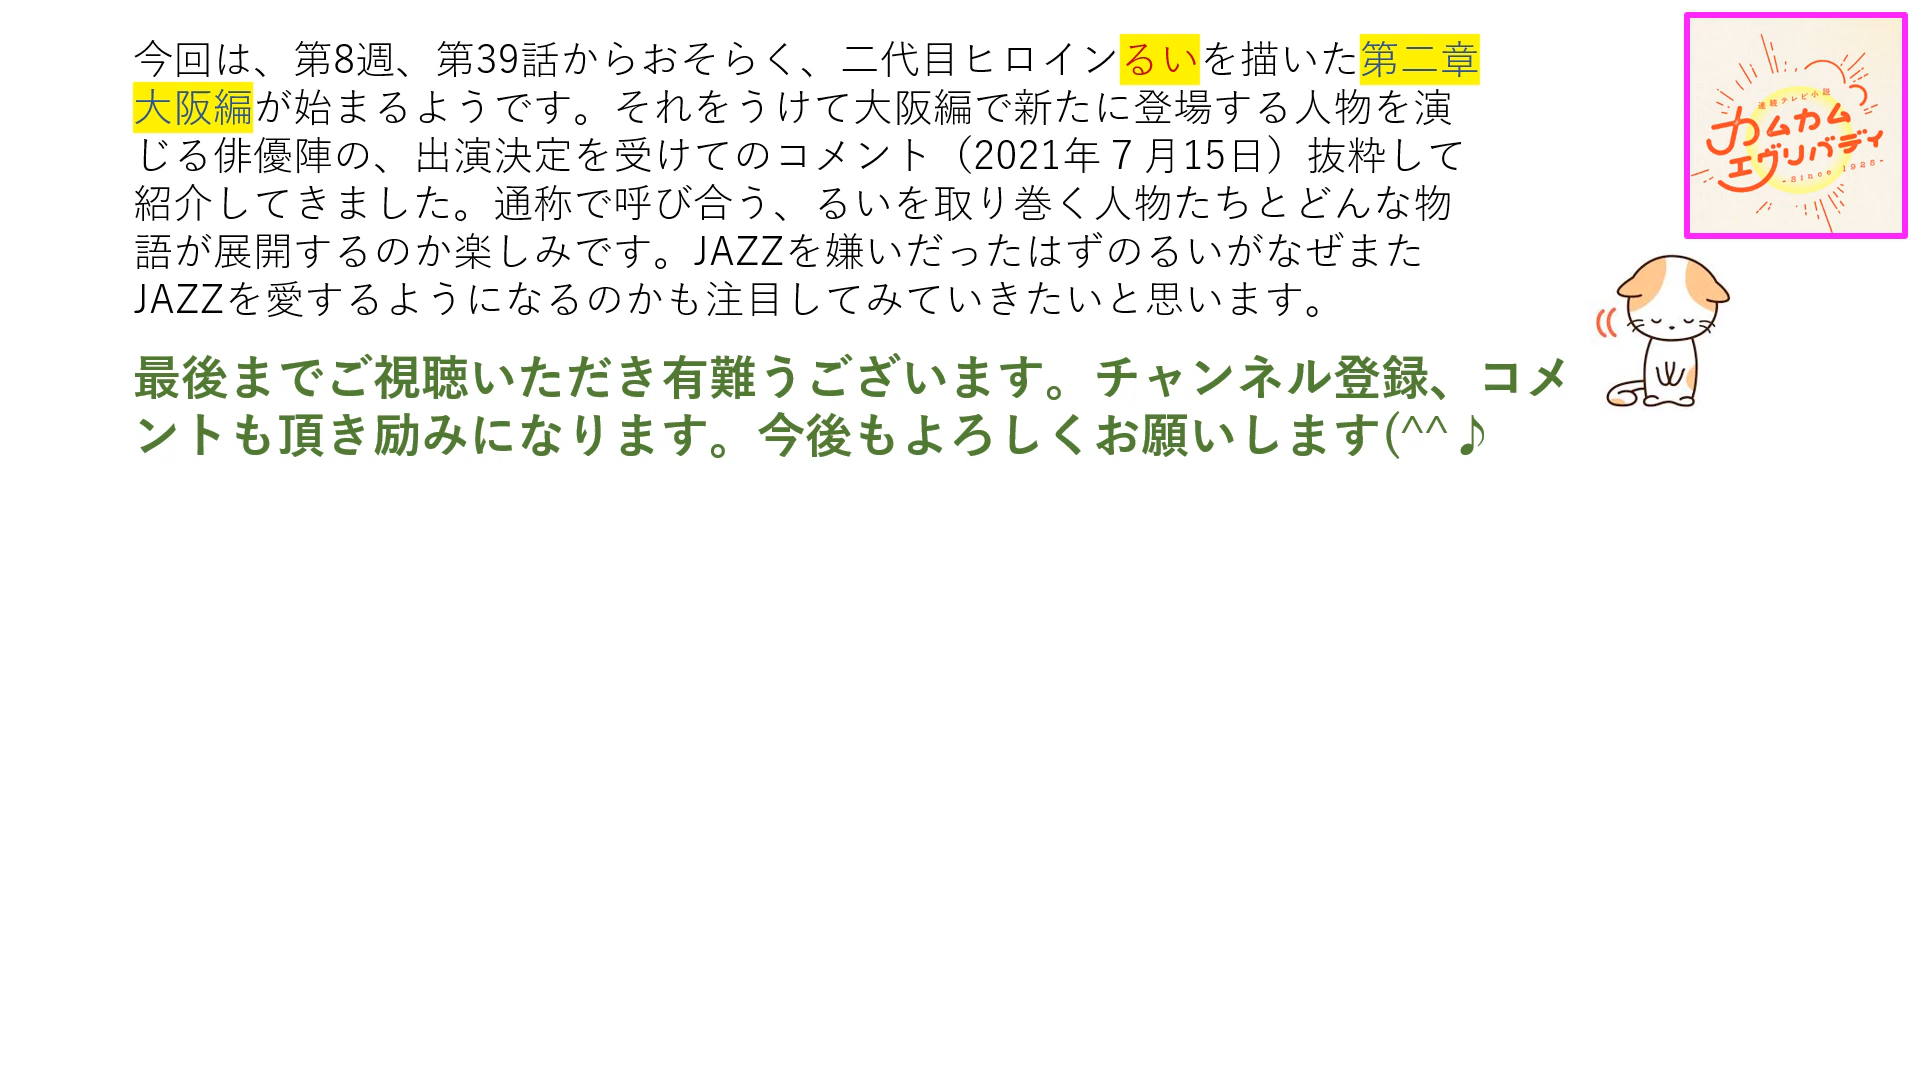 今回は、第8週、第39話からおそらく、二代目ヒロインるいを描いた第二章
大阪編が始まるようです。それをうけて大阪編で新たに登場する人物を演
じる俳優陣の、出演決定を受けてのコメント（2021年７月15日）抜粋して
紹介してきました。通称で呼び合う、るいを取り巻く人物たちとどんな物
語が展開するのか楽しみです。JAZZを嫌いだったはずのるいがなぜまた
JAZZを愛するようになるのかも注目してみていきたいと思います。
最後までご視聴いただき有難うございます。チャンネル登録、コメ
ントも頂き励みになります。今後もよろしくお願いします(^^♪
連続テレビ小説
カムカム
エヴリバディ
-Since 1925-